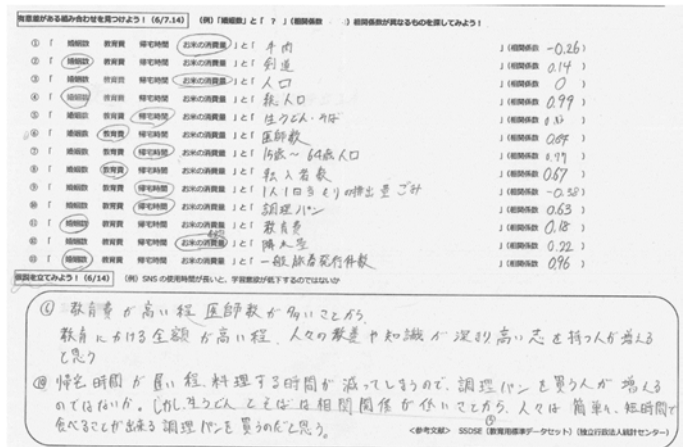 有意差がある組み合わせを見つけよう！(6/7.14) (例)「婚姻数」と「 ? 」(相関係数 ) 相関係数が異なるものを探してみよう！
① 「 婚姻数 教育費 帰宅時間 お米の消費量 」と「 牛肉 」(相関係数 -0.26 )
② 「 婚姻数 教育費 帰宅時間 お米の消費量 」と「 剣道 」(相関係数 0.14 )
③ 「 婚姻数 教育費 帰宅時間 お米の消費量 」と「 人口 」(相関係数 0 )
④ 「 婚姻数 教育費 帰宅時間 お米の消費量 」と「 総人口 」(相関係数 0.99 )
⑤ 「 婚姻数 教育費 帰宅時間 お米の消費量 」と「 生うどん・そば 」(相関係数 )
⑥ 「 婚姻数 教育費 帰宅時間 お米の消費量 」と「 医師数 」(相関係数 )
⑦ 「 婚姻数 教育費 帰宅時間 お米の消費量 」と「 15歳～64歳人口 」(相関係数 )
⑧ 「 婚姻数 教育費 帰宅時間 お米の消費量 」と「 転入者数 」(相関係数 0.67 )
⑨ 「 婚姻数 教育費 帰宅時間 お米の消費量 」と「 1人1日当たりの排出量 ごみ 」(相関係数 )
⑩ 「 婚姻数 教育費 帰宅時間 お米の消費量 」と「 調理パン 」(相関係数 0.63 )
⑪ 「 婚姻数 教育費 帰宅時間 お米の消費量 」と「 教育費 」(相関係数 0.18 )
⑫ 「 婚姻数 教育費 帰宅時間 お米の消費量 」と「 降水量 」(相関係数 0.22 )
⑬ 「 婚姻数 教育費 帰宅時間 お米の消費量 」と「 一般旅券発行件数 」(相関係数 0.96 )
仮説を立てみよう！(6/14) (例) SNSの使用時間が長いと、学習意欲が低下するのではないか
⑥ 教育費が高い程 医師数が多いことから
教育にかける金額が高い程、人々の教養や知識が深まり高い志を持つ人が増える
と思う
⑩ 帰宅時間が長い程、料理する時間が減ってしまうので、調理パンを買う人が増える
のではないか。しかし、生うどんとそばは相関関係が低いことから、人々は簡単、短時間で
食べることが出来る調理パンを買うのだと思う。
<参考文献> SSDSE(教育用標準データセット)(独立行政法人統計センター)